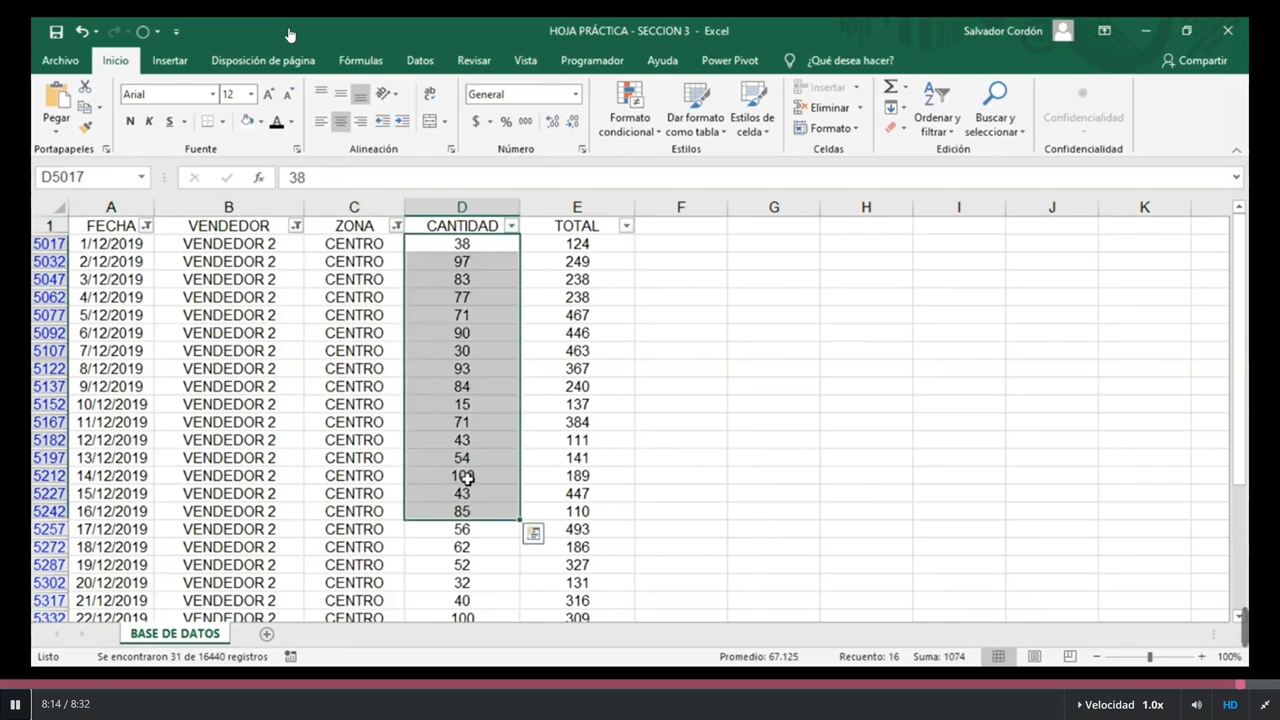 HOJA PRÁCTICA - SECCION 3 - Excel
Salvador Cordón
Archivo Inicio Insertar Disposición de página Fórmulas Datos Revisar Vista Programador Ayuda Power Pivot ¿Qué desea hacer? Compartir
Pegar
Arial 12
General
Formato condicional
Dar formato como tabla
Estilos de celda
Insertar
Eliminar
Formato
Ordenar y filtrar
Buscar y seleccionar
Confidencialidad
N K S
$ % 000
Portapapeles Fuente Alineación Número Estilos Celdas Edición Confidencialidad
D5017 fx 38
A B C D E F G H I J K
1 FECHA VENDEDOR ZONA CANTIDAD TOTAL
5017 1/12/2019 VENDEDOR 2 CENTRO 38 124
5032 2/12/2019 VENDEDOR 2 CENTRO 97 249
5047 3/12/2019 VENDEDOR 2 CENTRO 83 238
5062 4/12/2019 VENDEDOR 2 CENTRO 77 238
5077 5/12/2019 VENDEDOR 2 CENTRO 71 467
5092 6/12/2019 VENDEDOR 2 CENTRO 90 446
5107 7/12/2019 VENDEDOR 2 CENTRO 30 463
5122 8/12/2019 VENDEDOR 2 CENTRO 93 367
5137 9/12/2019 VENDEDOR 2 CENTRO 84 240
5152 10/12/2019 VENDEDOR 2 CENTRO 15 137
5167 11/12/2019 VENDEDOR 2 CENTRO 71 384
5182 12/12/2019 VENDEDOR 2 CENTRO 43 111
5197 13/12/2019 VENDEDOR 2 CENTRO 54 141
5212 14/12/2019 VENDEDOR 2 CENTRO 189
5227 15/12/2019 VENDEDOR 2 CENTRO 43 447
5242 16/12/2019 VENDEDOR 2 CENTRO 85 110
5257 17/12/2019 VENDEDOR 2 CENTRO 56 493
5272 18/12/2019 VENDEDOR 2 CENTRO 62 186
5287 19/12/2019 VENDEDOR 2 CENTRO 52 327
5302 20/12/2019 VENDEDOR 2 CENTRO 32 131
5317 21/12/2019 VENDEDOR 2 CENTRO 40 316
5332 22/12/2019 VENDEDOR 2 CENTRO 100 309
BASE DE DATOS
Listo Se encontraron 31 de 16440 registros Promedio: 67.125 Recuento: 16 Suma: 1074 100%
8:14 / 8:32 Velocidad 1.0x HD